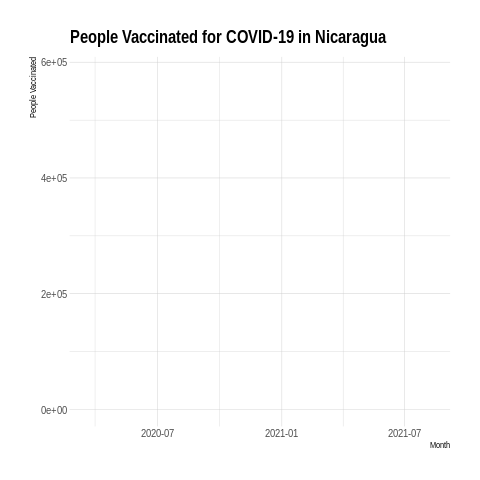 People Vaccinated for COVID-19 in Nicaragua
People Vaccinated
6e+05
4e+05
2e+05
0e+00
2020-07
2021-01
2021-07
Month